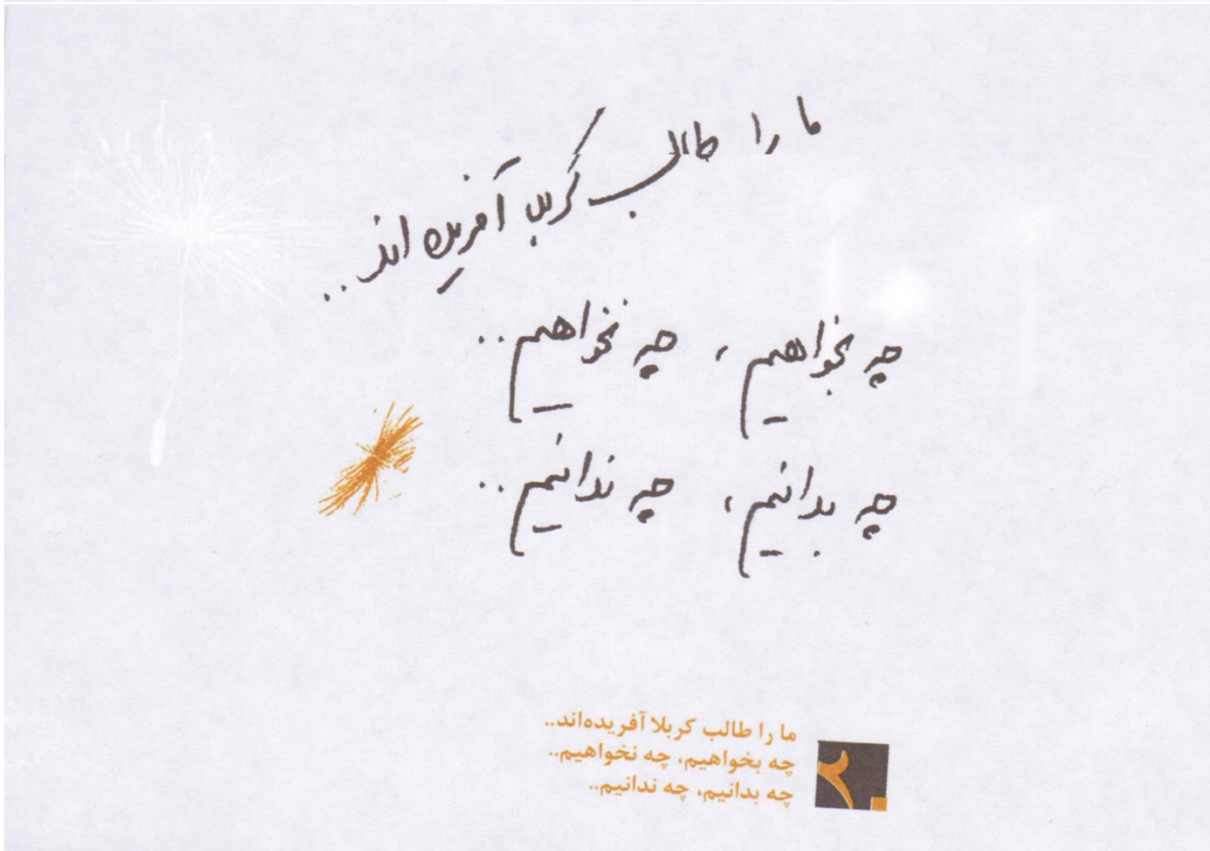 ما را طالب کربلا آفریده اند..
چه بخواهیم، چه نخواهیم..
چه بدانیم، چه ندانیم..
ما را طالب کربلا آفریده‌اند..
چه بخواهیم، چه نخواهیم..
چه بدانیم، چه ندانیم..
۲۰